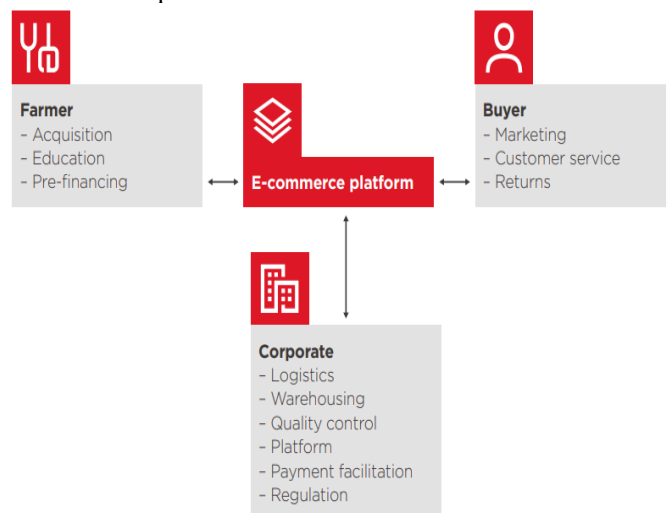 Farmer
– Acquisition
– Education
– Pre-financing
E-commerce platform
Buyer
– Marketing
– Customer service
– Returns
Corporate
– Logistics
– Warehousing
– Quality control
– Platform
– Payment facilitation
– Regulation